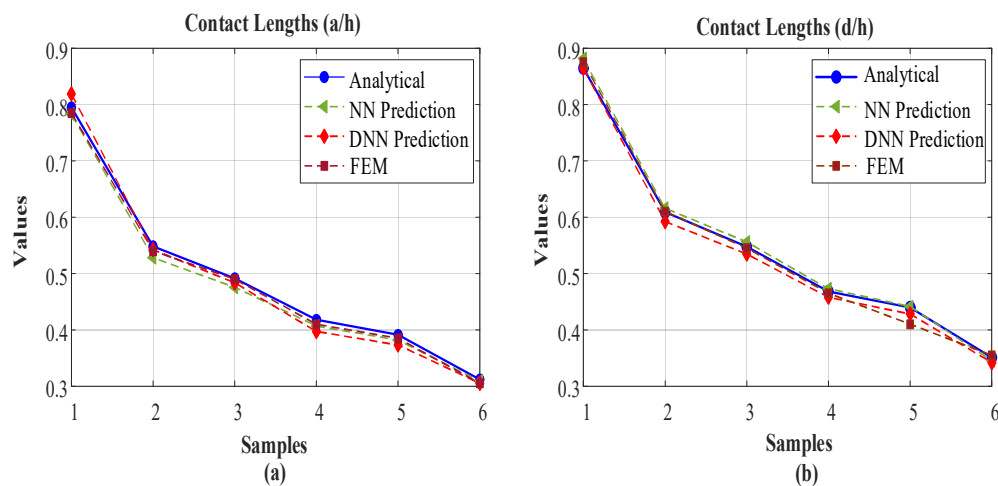 Contact Lengths (a/h)
0.9
0.8
0.7
0.6
0.5
0.4
0.3
Values
1 2 3 4 5 6
Samples
(a)
Analytical
NN Prediction
DNN Prediction
FEM
Contact Lengths (d/h)
0.9
0.8
0.7
0.6
0.5
0.4
0.3
Values
1 2 3 4 5 6
Samples
(b)
Analytical
NN Prediction
DNN Prediction
FEM